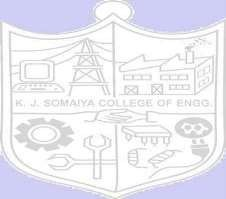 K. J. SOMAIYA COLLEGE OF ENGG.